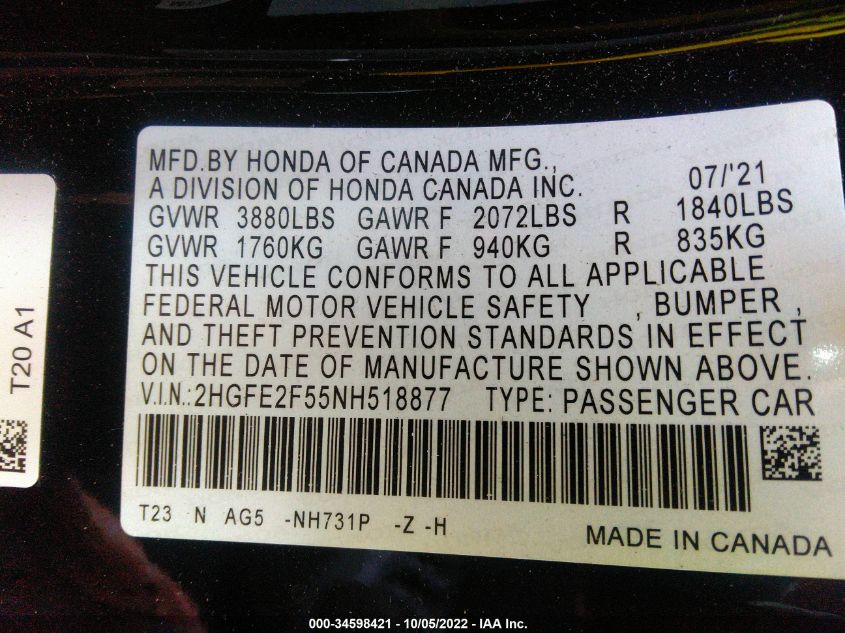 MFD.BY HONDA OF CANADA MFG.,
A DIVISION OF HONDA CANADA INC. 07/'21
GVWR 3880LBS GAWR F 2072LBS R 1840LBS
GVWR 1760KG GAWR F 940KG R 835KG
THIS VEHICLE CONFORMS TO ALL APPLICABLE
FEDERAL MOTOR VEHICLE SAFETY , BUMPER ,
AND THEFT PREVENTION STANDARDS IN EFFECT
ON THE DATE OF MANUFACTURE SHOWN ABOVE.
V.I.N.:2HGFE2F55NH518877 TYPE: PASSENGER CAR
T23 N AG5 -NH731P -Z -H
MADE IN CANADA
T20 A1
000-34598421 - 10/05/2022 - IAA Inc.